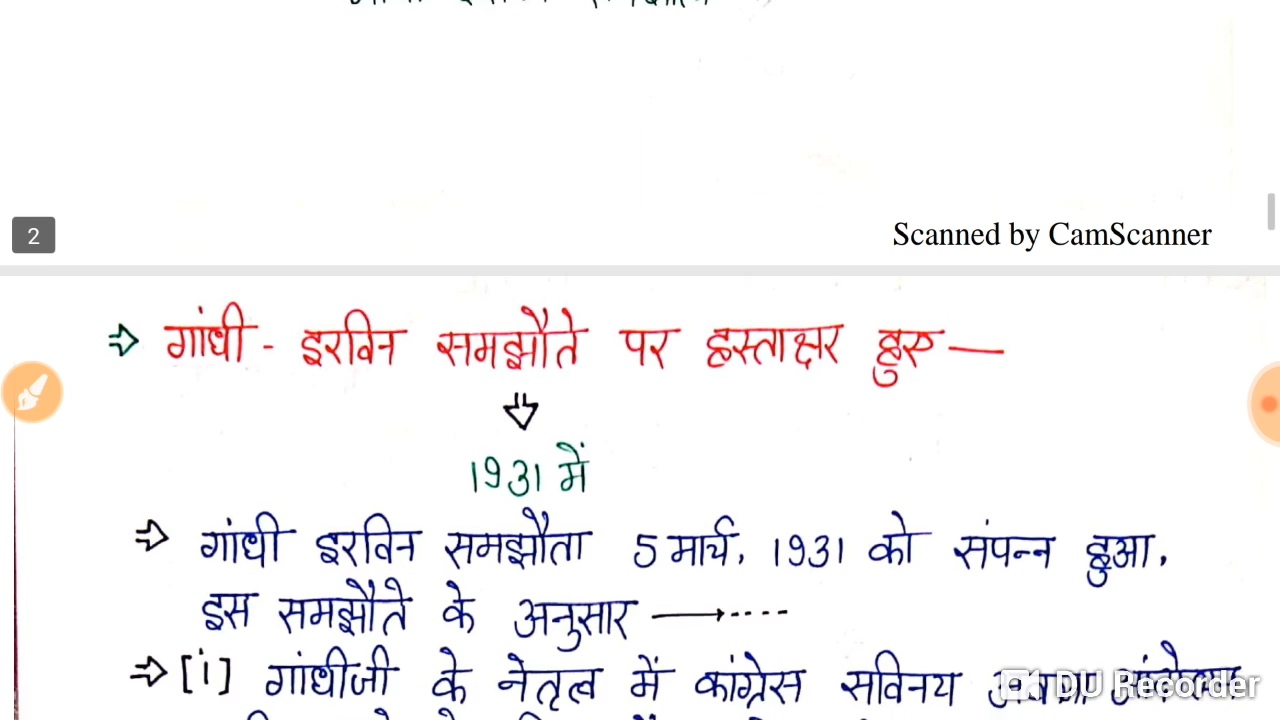 2
Scanned by CamScanner
⇒ गांधी - इरविन समझौते पर हस्ताक्षर हुए —
⇓
1931 में
⇒ गांधी इरविन समझौता 5 मार्च, 1931 को संपन्न हुआ.
इस समझौते के अनुसार ⟶ ----
⇒ [i] गांधीजी के नेतृत्व में कांग्रेस सविनय
DU Recorder